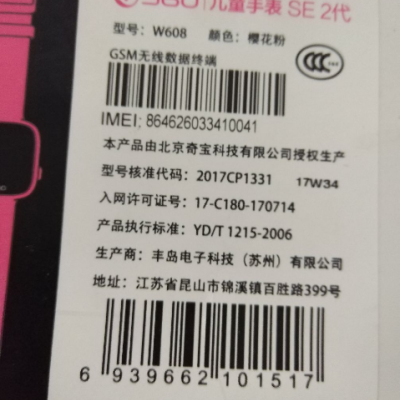 360 儿童手表 SE 2代
型号: W608 颜色: 樱花粉
GSM无线数据终端
IMEI; 864626033410041
本产品由北京奇宝科技有限公司授权生产
型号核准代码: 2017CP1331 17W34
入网许可证号: 17-C180-170714
产品执行标准: YD/T 1215-2006
生产商: 丰岛电子科技（苏州）有限公司
地址: 江苏省昆山市锦溪镇百胜路399号
6 939662 101517